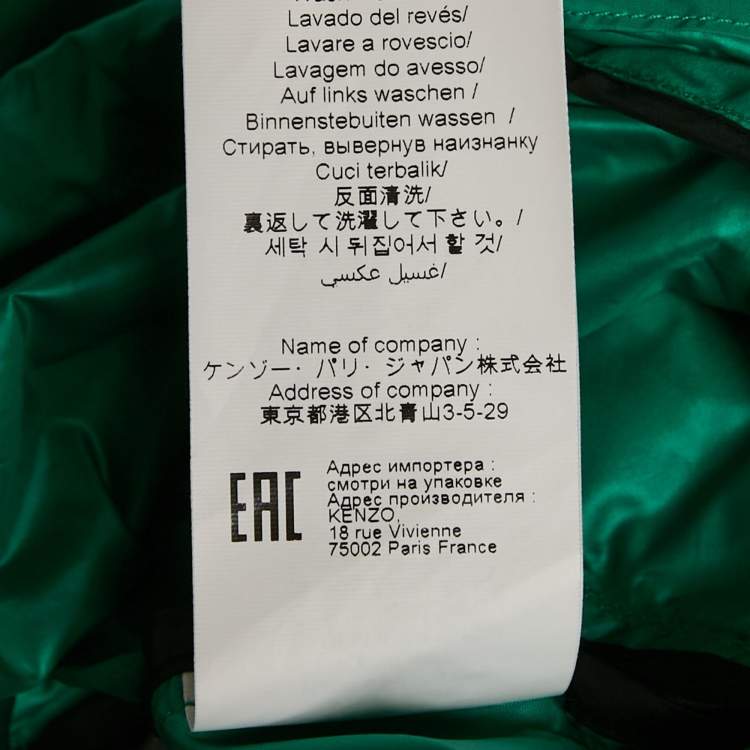 Lavado del revés/
Lavare a rovescio/
Lavagem do avesso/
Auf links waschen /
Binnenstebuiten wassen /
Стирать, вывернув наизнанку
Cuci terbalik/
反面清洗/
裏返して洗濯して下さい。/
세탁 시 뒤집어서 할 것/
غسيل عكسي/
Name of company :
ケンゾー・パリ・ジャパン株式会社
Address of company :
東京都港区北青山3-5-29
EAC
Адрес импортера :
смотри на упаковке
Адрес производителя :
KENZO,
18 rue Vivienne
75002 Paris France